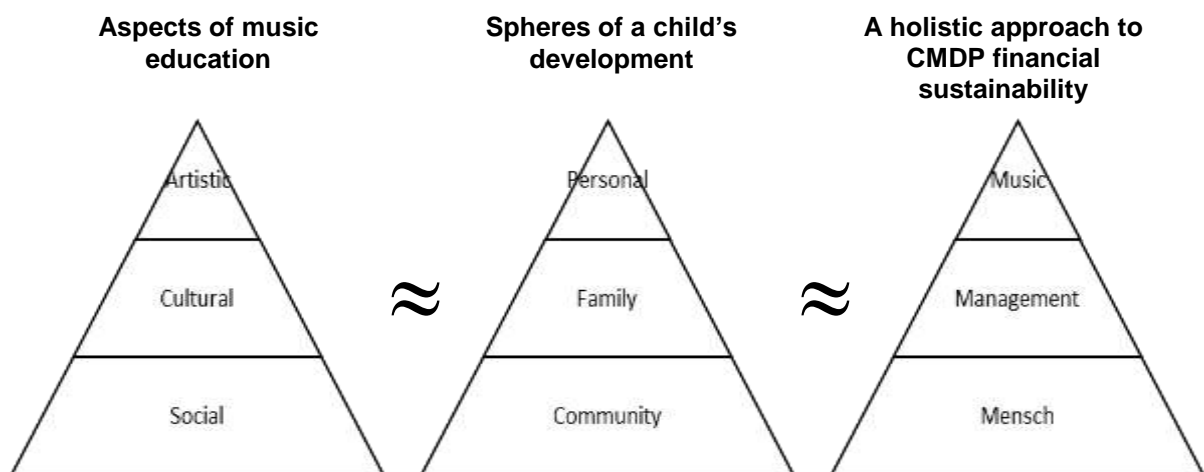 Aspects of music
education
Spheres of a child's
development
A holistic approach to
CMDP financial
sustainability
Artistic
Personal
Music
Cultural
≈
Family
≈
Management
Social
Community
Mensch